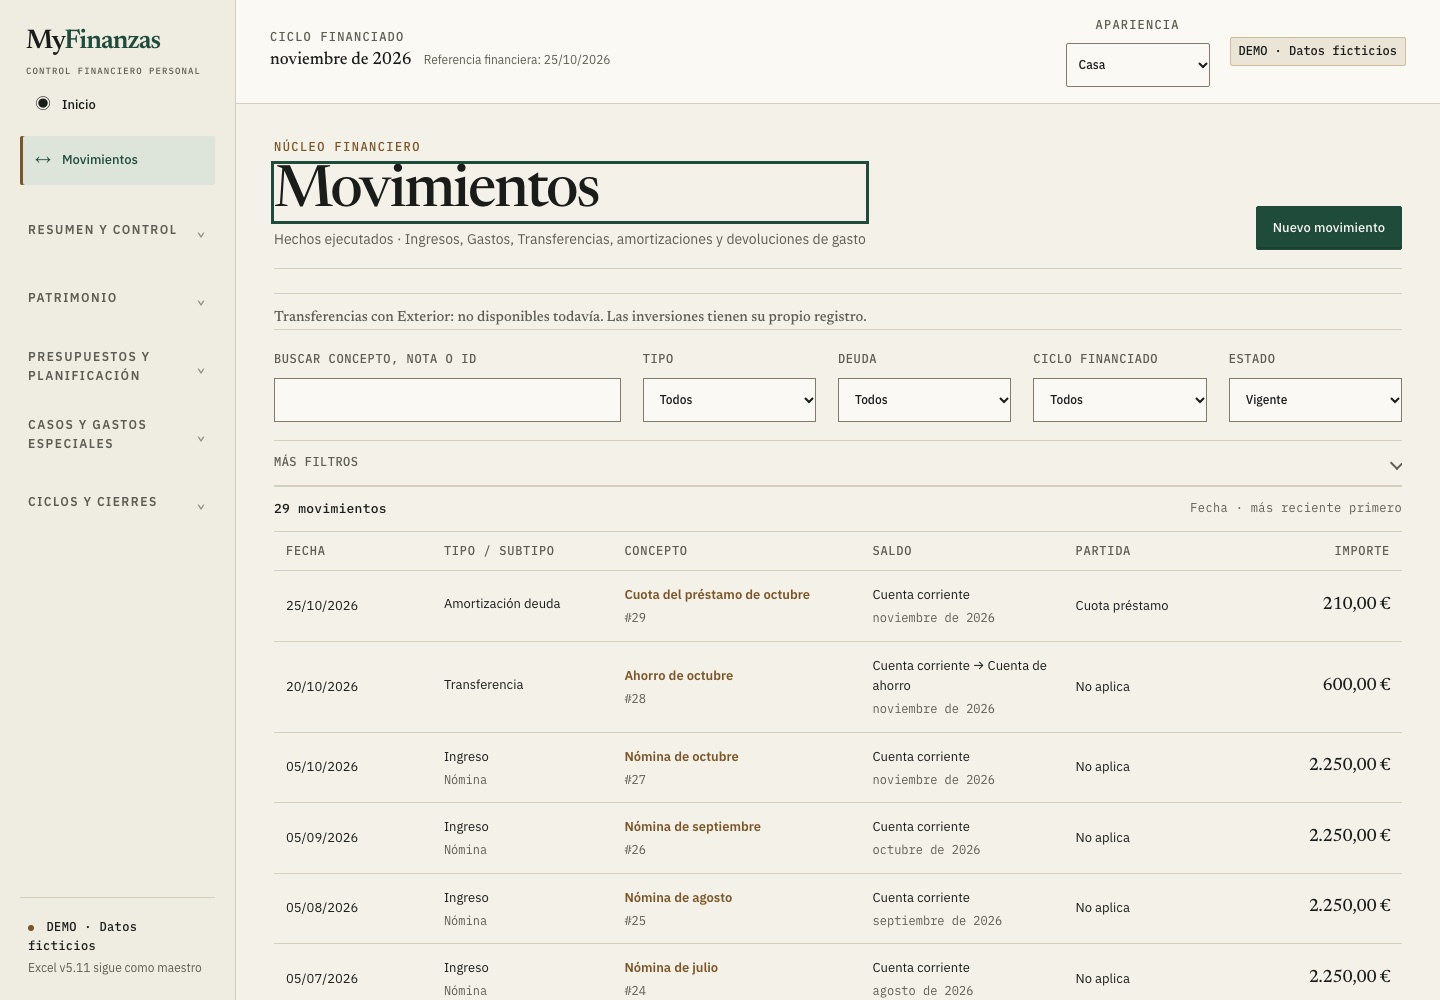 MyFinanzas
CONTROL FINANCIERO PERSONAL
Inicio
Movimientos
RESUMEN Y CONTROL
PATRIMONIO
PRESUPUESTOS Y
PLANIFICACIÓN
CASOS Y GASTOS
ESPECIALES
CICLOS Y CIERRES
DEMO · Datos
ficticios
Excel v5.11 sigue como maestro
CICLO FINANCIADO
noviembre de 2026 Referencia financiera: 25/10/2026
APARIENCIA
Casa
DEMO · Datos ficticios
NÚCLEO FINANCIERO
Movimientos
Hechos ejecutados · Ingresos, Gastos, Transferencias, amortizaciones y devoluciones de gasto
Nuevo movimiento
Transferencias con Exterior: no disponibles todavía. Las inversiones tienen su propio registro.
BUSCAR CONCEPTO, NOTA O ID TIPO DEUDA CICLO FINANCIADO ESTADO
Todos Todos Todos Vigente
MÁS FILTROS
29 movimientos Fecha · más reciente primero
FECHA TIPO / SUBTIPO CONCEPTO SALDO PARTIDA IMPORTE
25/10/2026 Amortización deuda Cuota del préstamo de octubre Cuenta corriente Cuota préstamo 210,00 €
#29 noviembre de 2026
20/10/2026 Transferencia Ahorro de octubre Cuenta corriente → Cuenta de No aplica 600,00 €
ahorro
#28 noviembre de 2026
05/10/2026 Ingreso Nómina de octubre Cuenta corriente No aplica 2.250,00 €
Nómina #27 noviembre de 2026
05/09/2026 Ingreso Nómina de septiembre Cuenta corriente No aplica 2.250,00 €
Nómina #26 octubre de 2026
05/08/2026 Ingreso Nómina de agosto Cuenta corriente No aplica 2.250,00 €
Nómina #25 septiembre de 2026
05/07/2026 Ingreso Nómina de julio Cuenta corriente No aplica 2.250,00 €
Nómina #24 agosto de 2026